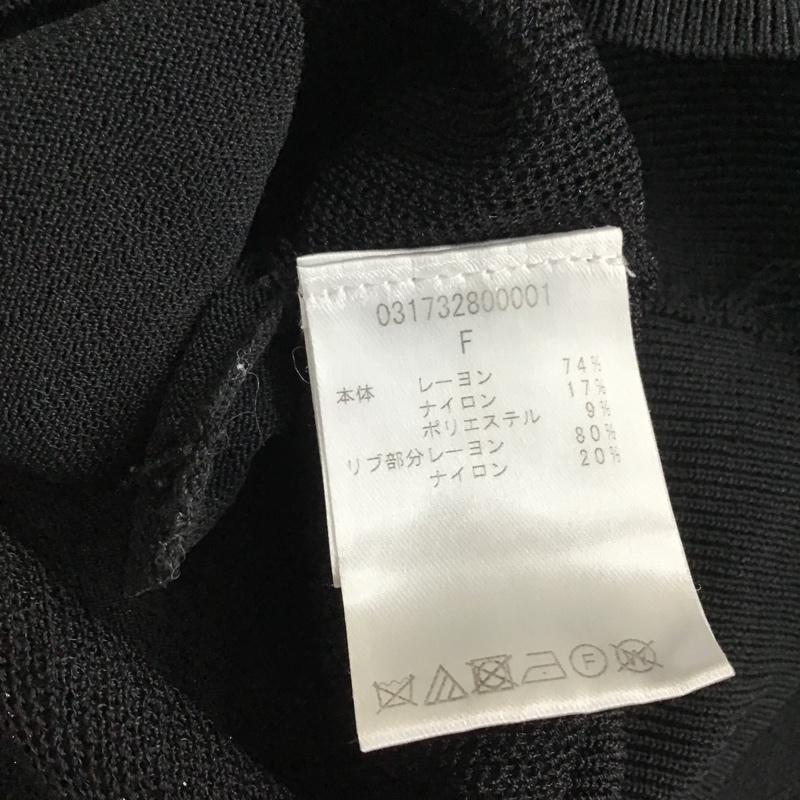 031732800001
F
本体 レーヨン 74%
ナイロン 17%
ポリエステル 9%
リブ部分レーヨン 80%
ナイロン 20%
F
W